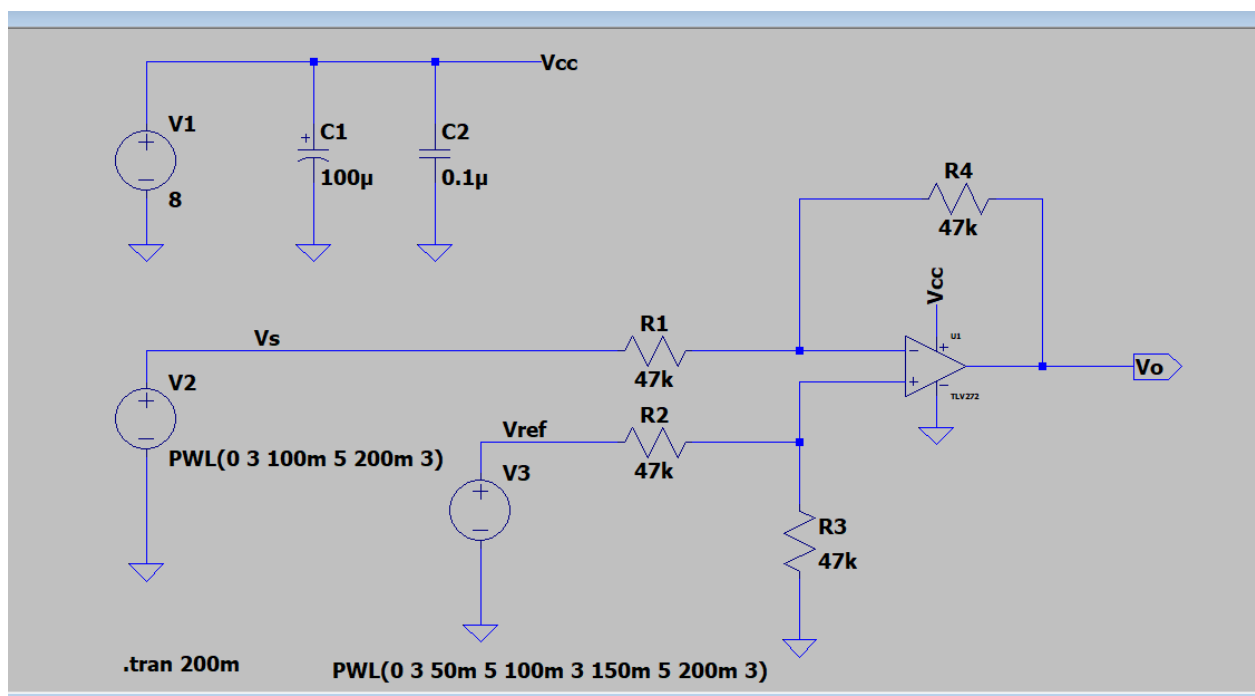 Vcc
V1
C1
C2
8
100µ
0.1µ
R4
47k
Vcc
U1
Vs
R1
47k
V2
TLV272
Vo
PWL(0 3 100m 5 200m 3)
Vref
R2
47k
V3
R3
47k
.tran 200m
PWL(0 3 50m 5 100m 3 150m 5 200m 3)